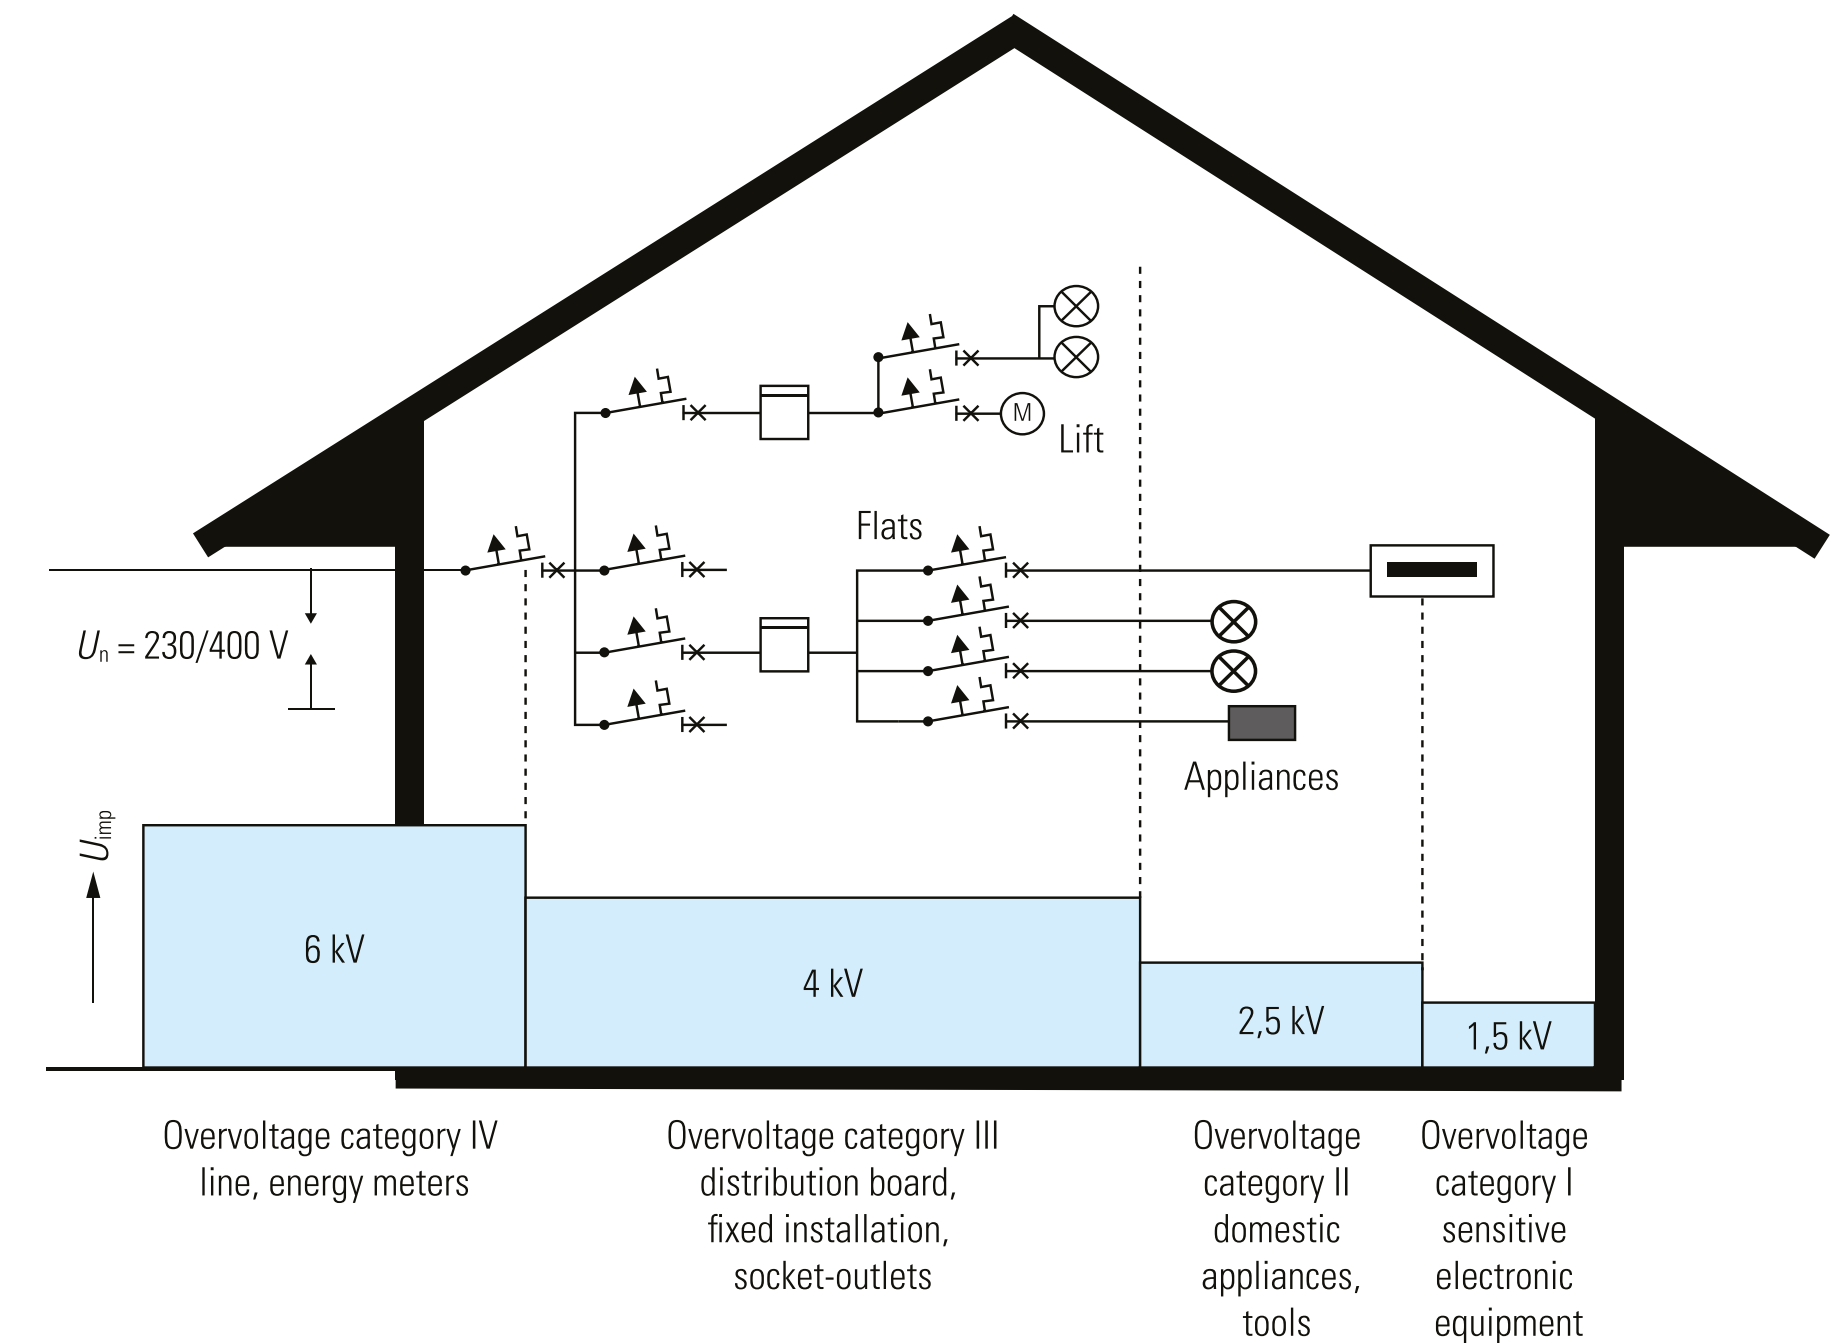 M
Lift
Flats
Un = 230/400 V
Appliances
Uimp
6 kV
4 kV
2,5 kV
1,5 kV
Overvoltage category IV
line, energy meters
Overvoltage category III
distribution board,
fixed installation,
socket-outlets
Overvoltage
category II
domestic
appliances,
tools
Overvoltage
category I
sensitive
electronic
equipment